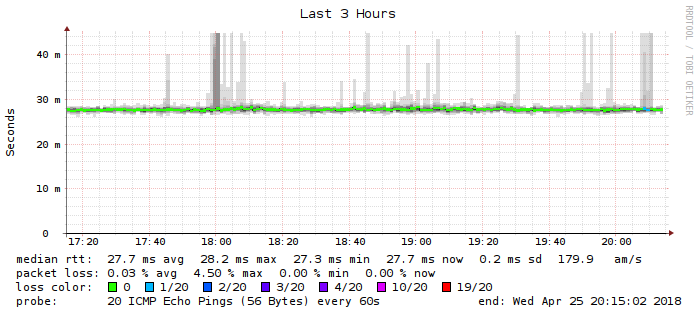 Last 3 Hours
RRDTOOL / TOBI OETIKER
Seconds
40 m
30 m
20 m
10 m
0
17:20 17:40 18:00 18:20 18:40 19:00 19:20 19:40 20:00
median rtt: 27.7 ms avg 28.2 ms max 27.3 ms min 27.7 ms now 0.2 ms sd 179.9 am/s
packet loss: 0.03 % avg 4.50 % max 0.00 % min 0.00 % now
loss color: 0 1/20 2/20 3/20 4/20 10/20 19/20
probe: 20 ICMP Echo Pings (56 Bytes) every 60s end: Wed Apr 25 20:15:02 2018